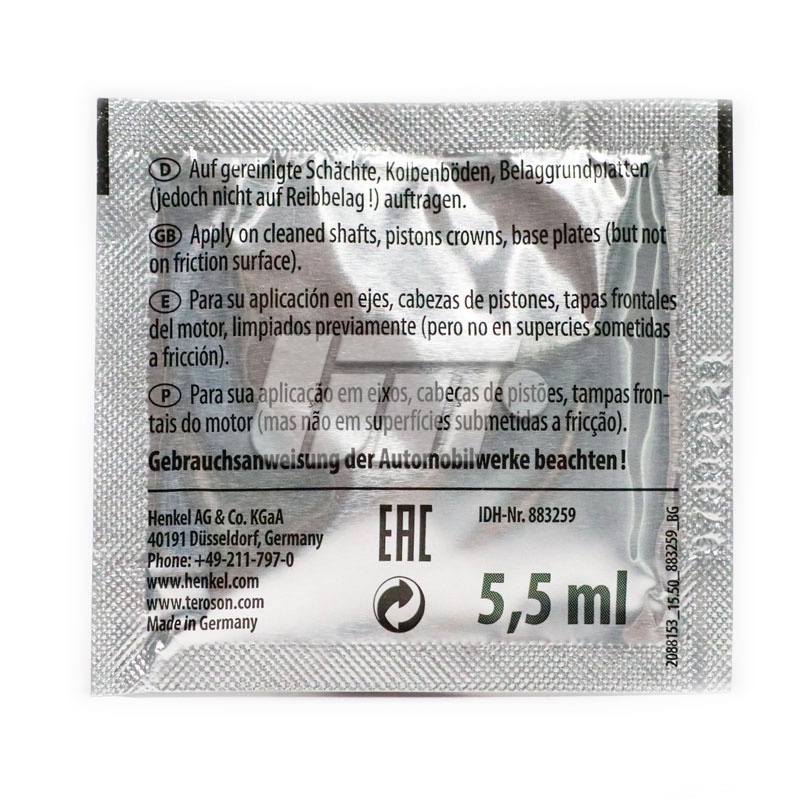 D Auf gereinigte Schächte, Kolbenböden, Belaggrundplatten
(jedoch nicht auf Reibbelag!) auftragen.
GB Apply on cleaned shafts, pistons crowns, base plates (but not
on friction surface).
E Para su aplicación en ejes, cabezas de pistones, tapas frontales
del motor, limpiados previamente (pero no en supercies sometidas
a fricción).
P Para sua aplicação em eixos, cabeças de pistões, tampas fron-
tais do motor (mas não em superfícies submetidas a fricção).
Gebrauchsanweisung der Automobilwerke beachten!
Henkel AG & Co. KGaA
40191 Düsseldorf, Germany
Phone: +49-211-797-0
www.henkel.com
www.teroson.com
Made in Germany
EAC
IDH-Nr. 883259
5,5 ml
2088153_15.50_883259_BG